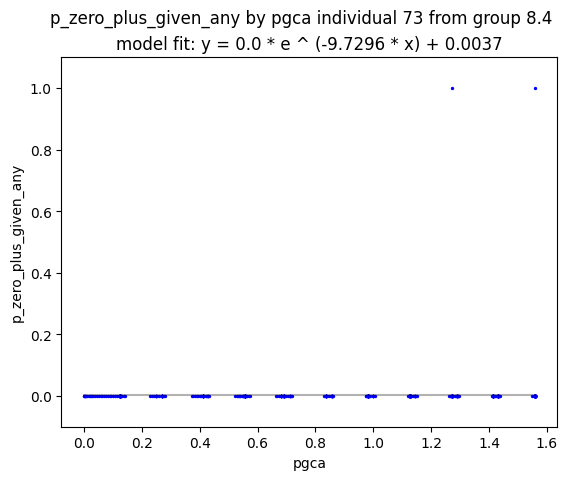 p_zero_plus_given_any by pgca individual 73 from group 8.4
model fit: y = 0.0 * e ^ (-9.7296 * x) + 0.0037
1.0
0.8
0.6
0.4
0.2
0.0
p_zero_plus_given_any
0.0 0.2 0.4 0.6 0.8 1.0 1.2 1.4 1.6
pgca